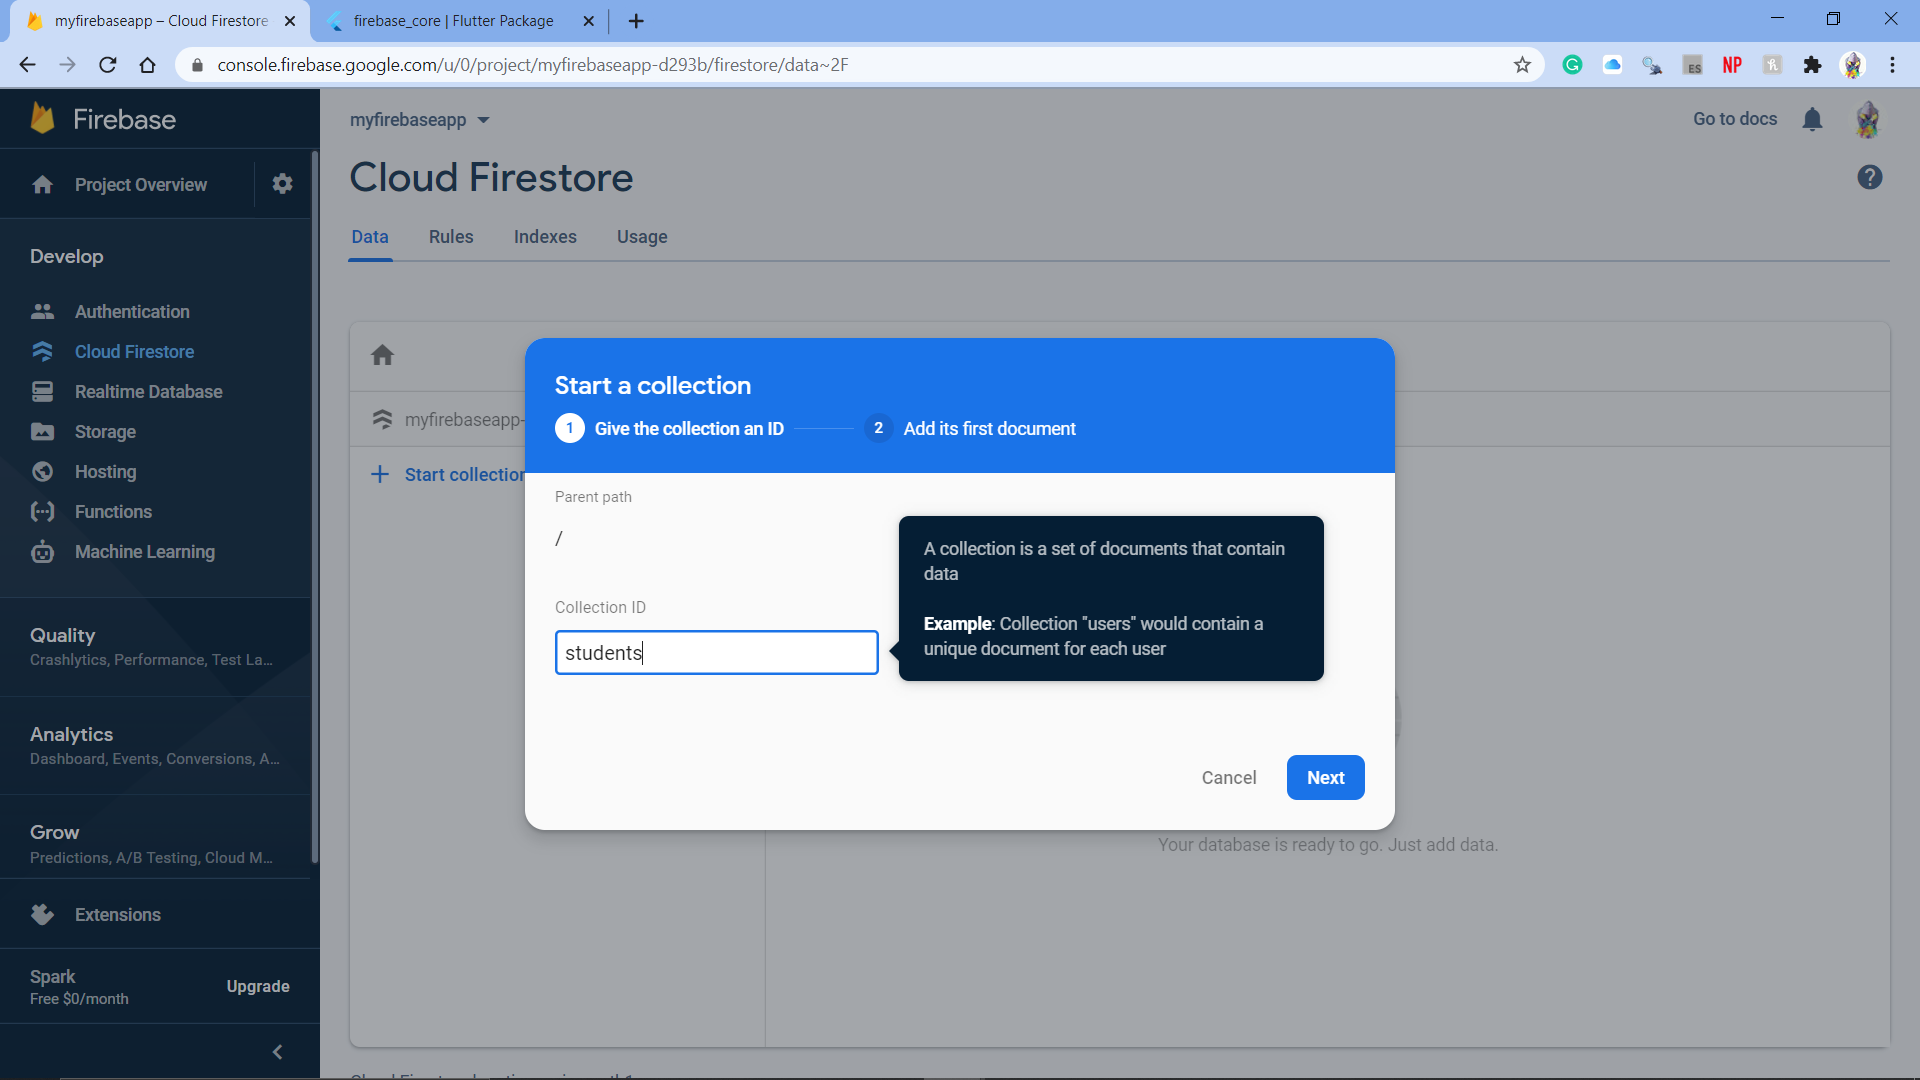 myfirebaseapp – Cloud Firestore
firebase_core | Flutter Package
console.firebase.google.com/u/0/project/myfirebaseapp-d293b/firestore/data~2F
ES
NP
Firebase
myfirebaseapp
Go to docs
Project Overview
Cloud Firestore
Data
Rules
Indexes
Usage
Develop
Authentication
Cloud Firestore
Realtime Database
Storage
Hosting
Functions
Machine Learning
Quality
Crashlytics, Performance, Test La...
Analytics
Dashboard, Events, Conversions, A...
Grow
Predictions, A/B Testing, Cloud M...
Extensions
Spark
Free $0/month
Upgrade
myfirebaseapp-
Start collection
Start a collection
1 Give the collection an ID
2 Add its first document
Parent path
/
Collection ID
students
A collection is a set of documents that contain
data
Example: Collection "users" would contain a
unique document for each user
Cancel
Next
Your database is ready to go. Just add data.